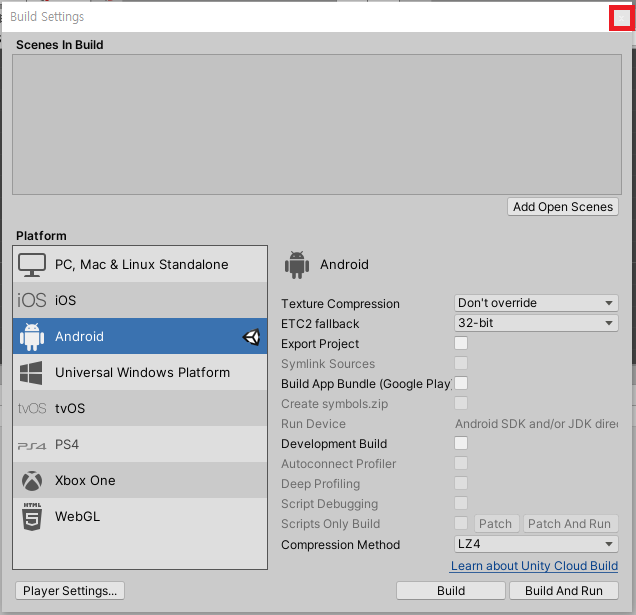 Build Settings
Scenes In Build
Add Open Scenes
Platform
PC, Mac & Linux Standalone
iOS iOS
Android
Universal Windows Platform
tvOS tvOS
PS4 PS4
Xbox One
HTML 5 WebGL
Android
Texture Compression Don't override
ETC2 fallback 32-bit
Export Project
Symlink Sources
Build App Bundle (Google Play
Create symbols.zip
Run Device Android SDK and/or JDK dire
Development Build
Autoconnect Profiler
Deep Profiling
Script Debugging
Scripts Only Build Patch Patch And Run
Compression Method LZ4
Learn about Unity Cloud Build
Player Settings... Build Build And Run